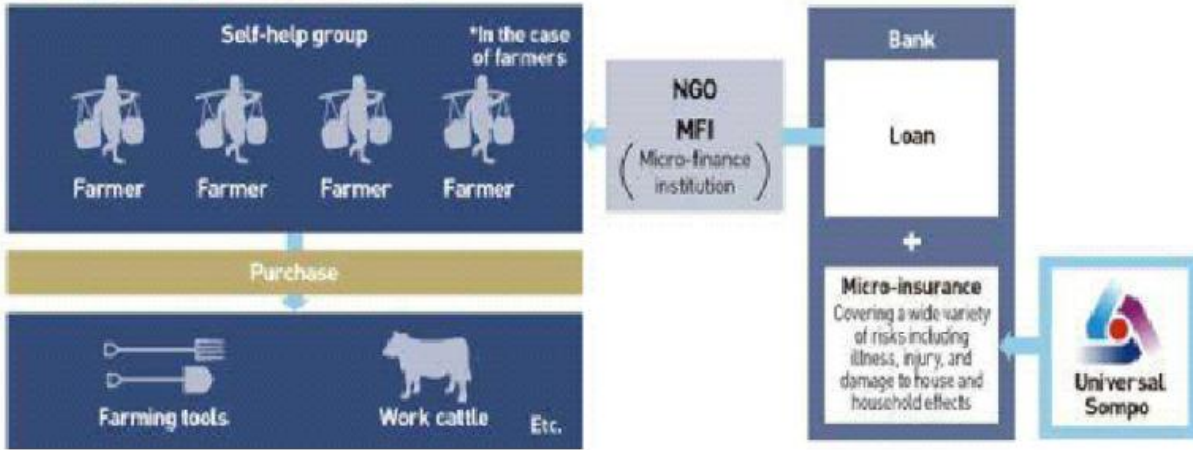 Self-help group
*In the case
of farmers
Farmer
Farmer
Farmer
Farmer
Purchase
Farming tools
Work cattle
Etc.
NGO
MFI
(Micro-finance
institution)
Bank
Loan
+
Micro-insurance
Covering a wide variety
of risks including
illness, injury, and
damage to house and
household effects
Universal
Sompo